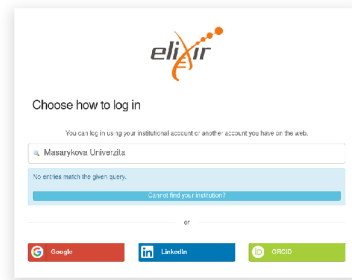 elixir
Choose how to log in
You can log in using your institutional account or another account you have on the web.
Masarykova Univerzita
No entries match the given query.
Cannot find your institution?
or
Google
LinkedIn
ORCID